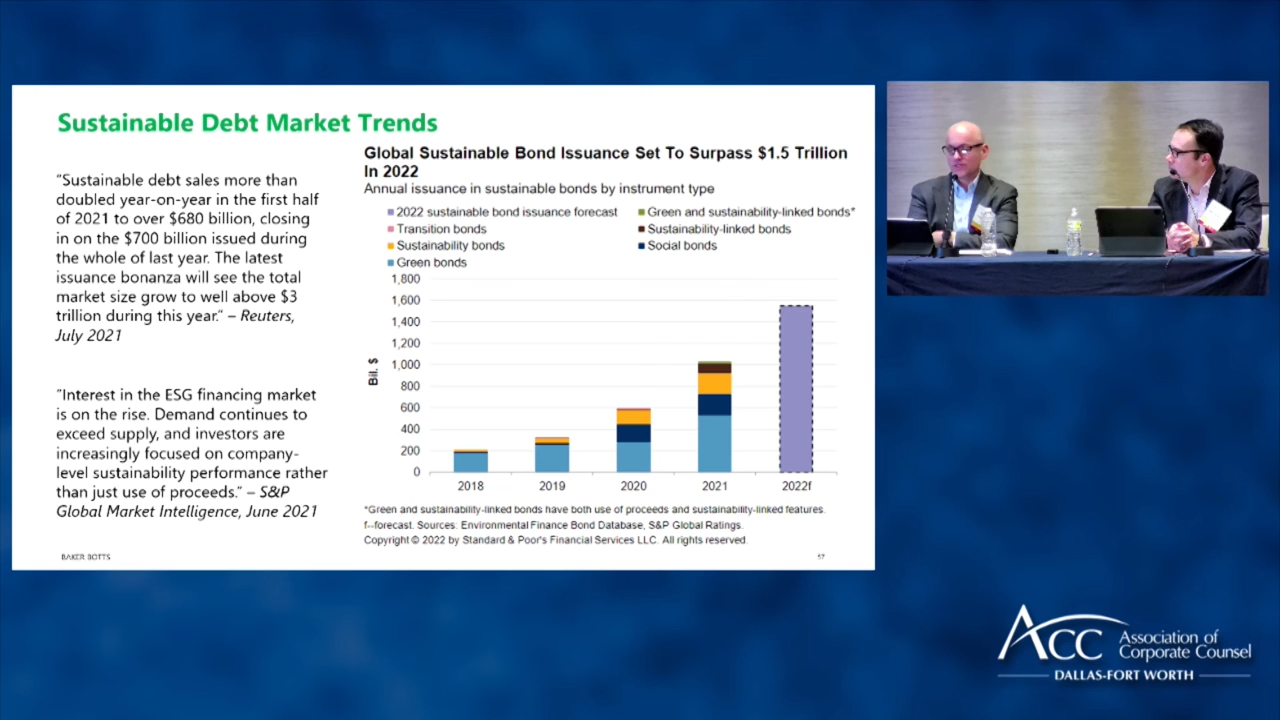 Sustainable Debt Market Trends
"Sustainable debt sales more than
doubled year-on-year in the first half
of 2021 to over $680 billion, closing
in on the $700 billion issued during
the whole of last year. The latest
issuance bonanza will see the total
market size grow to well above $3
trillion during this year." – Reuters,
July 2021
"Interest in the ESG financing market
is on the rise. Demand continues to
exceed supply, and investors are
increasingly focused on company-
level sustainability performance rather
than just use of proceeds." – S&P
Global Market Intelligence, June 2021
Global Sustainable Bond Issuance Set To Surpass $1.5 Trillion
In 2022
Annual issuance in sustainable bonds by instrument type
2022 sustainable bond issuance forecast
Green and sustainability-linked bonds*
Transition bonds
Sustainability-linked bonds
Sustainability bonds
Social bonds
Green bonds
Bil. $
1,800
1,600
1,400
1,200
1,000
800
600
400
200
0
2018 2019 2020 2021 2022f
*Green and sustainability-linked bonds have both use of proceeds and sustainability-linked features.
f--forecast. Sources: Environmental Finance Bond Database, S&P Global Ratings.
Copyright © 2022 by Standard & Poor's Financial Services LLC. All rights reserved.
BAKER BOTTS
57
ACC Association of
Corporate Counsel
DALLAS-FORT WORTH